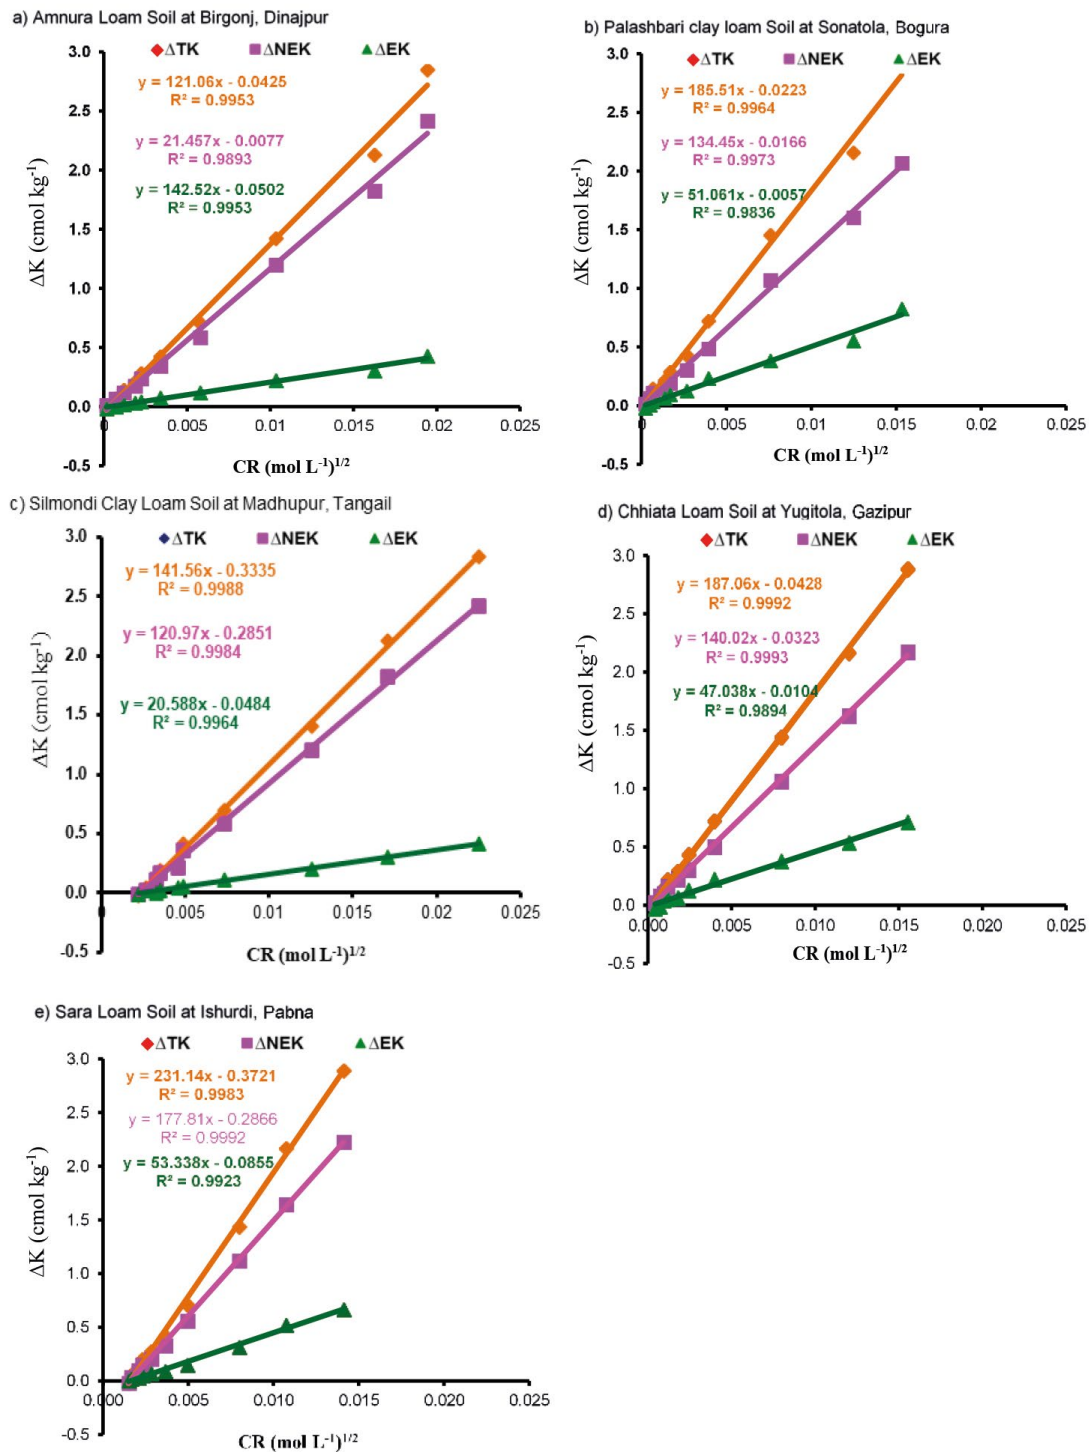 a) Amnura Loam Soil at Birgonj, Dinajpur
ΔTK ΔNEK ΔEK
3.0
y = 121.06x - 0.0425
R² = 0.9953
2.5
y = 21.457x - 0.0077
R² = 0.9893
2.0
y = 142.52x - 0.0502
R² = 0.9953
1.5
1.0
0.5
0.0
-0.5
ΔK (cmol kg⁻¹)
0 0.005 0.01 0.015 0.02 0.025
CR (mol L⁻¹)¹/²
b) Palashbari clay loam Soil at Sonatola, Bogura
ΔTK ΔNEK ΔEK
3.0
y = 185.51x - 0.0223
R² = 0.9964
2.5
y = 134.45x - 0.0166
R² = 0.9973
2.0
y = 51.061x - 0.0057
R² = 0.9836
1.5
1.0
0.5
0.0
-0.5
ΔK (cmol kg⁻¹)
0 0.005 0.01 0.015 0.02 0.025
CR (mol L⁻¹)¹/²
c) Silmondi Clay Loam Soil at Madhupur, Tangail
ΔTK ΔNEK ΔEK
3.0
y = 141.56x - 0.3335
R² = 0.9988
2.5
y = 120.97x - 0.2851
R² = 0.9984
2.0
y = 20.588x - 0.0484
R² = 0.9964
1.5
1.0
0.5
0.0
-0.5
ΔK (cmol kg⁻¹)
0 0.005 0.01 0.015 0.02 0.025
CR (mol L⁻¹)¹/²
d) Chhiata Loam Soil at Yugitola, Gazipur
ΔTK ΔNEK ΔEK
3.0
y = 187.06x - 0.0428
R² = 0.9992
2.5
y = 140.02x - 0.0323
R² = 0.9993
2.0
y = 47.038x - 0.0104
R² = 0.9894
1.5
1.0
0.5
0.0
-0.5
ΔK (cmol kg⁻¹)
0.000 0.005 0.010 0.015 0.020 0.025
CR (mol L⁻¹)¹/²
e) Sara Loam Soil at Ishurdi, Pabna
ΔTK ΔNEK ΔEK
3.0
y = 231.14x - 0.3721
R² = 0.9983
2.5
y = 177.81x - 0.2866
R² = 0.9992
2.0
y = 53.338x - 0.0855
R² = 0.9923
1.5
1.0
0.5
0.0
-0.5
ΔK (cmol kg⁻¹)
0.000 0.005 0.010 0.015 0.020 0.025
CR (mol L⁻¹)¹/²